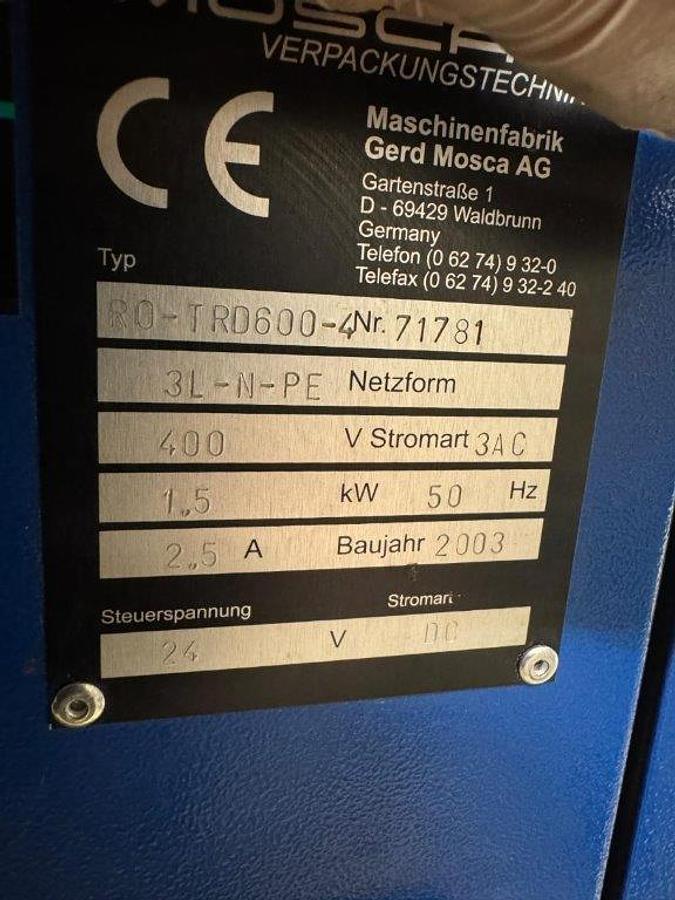 MOSCA
VERPACKUNGSTECHNIK
CE
Maschinenfabrik
Gerd Mosca AG
Gartenstraße 1
D - 69429 Waldbrunn
Germany
Telefon (0 62 74) 9 32-0
Telefax (0 62 74) 9 32-2 40
Typ
RO-TRD600-4 Nr. 71781
3L-N-PE Netzform
400 V Stromart 3AC
1.5 kW 50 Hz
2.5 A Baujahr 2003
Steuerspannung Stromart
24 V DC